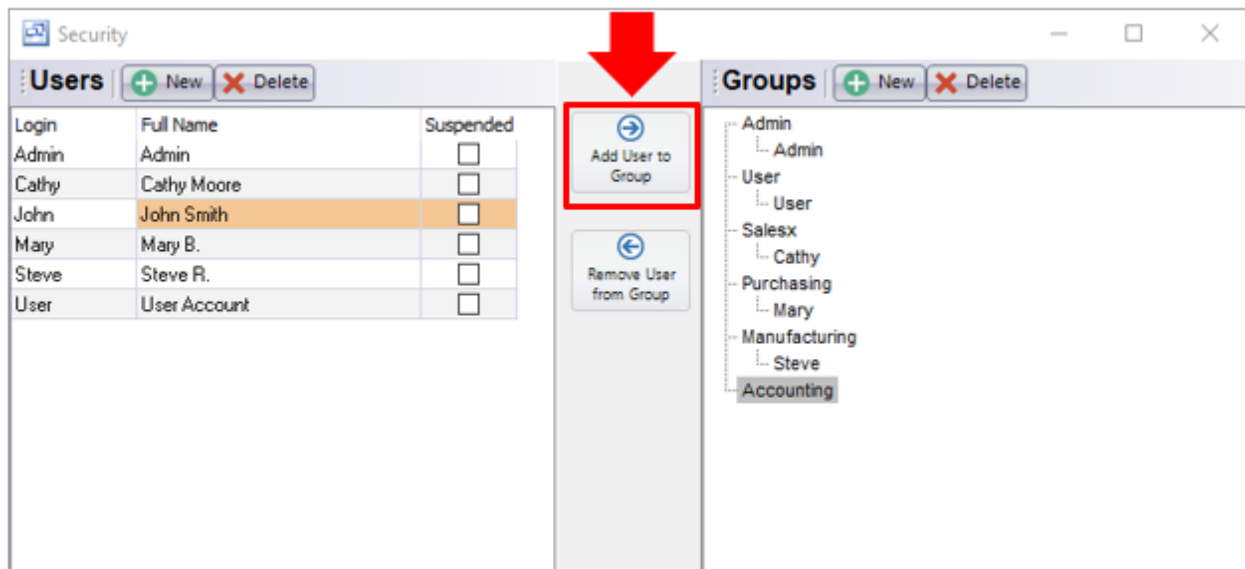 Security
Users New Delete
Login Full Name Suspended
Admin Admin
Cathy Cathy Moore
John John Smith
Mary Mary B.
Steve Steve R.
User User Account
Add User to
Group
Remove User
from Group
Groups New Delete
Admin
Admin
User
User
Salesx
Cathy
Purchasing
Mary
Manufacturing
Steve
Accounting